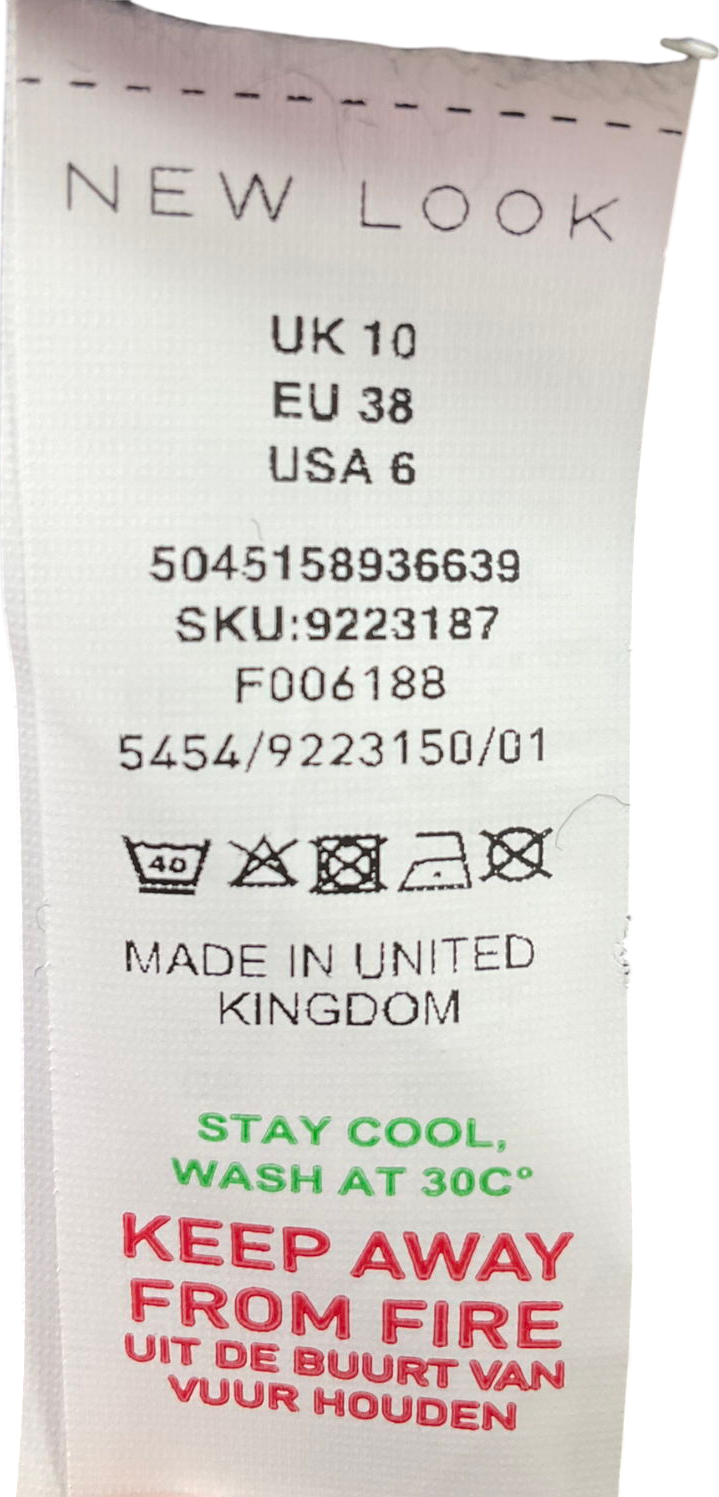 NEW LOOK
UK 10
EU 38
USA 6
5045158936639
SKU:9223187
F006188
5454/9223150/01
40
MADE IN UNITED
KINGDOM
STAY COOL,
WASH AT 30C°
KEEP AWAY
FROM FIRE
UIT DE BUURT VAN
VUUR HOUDEN